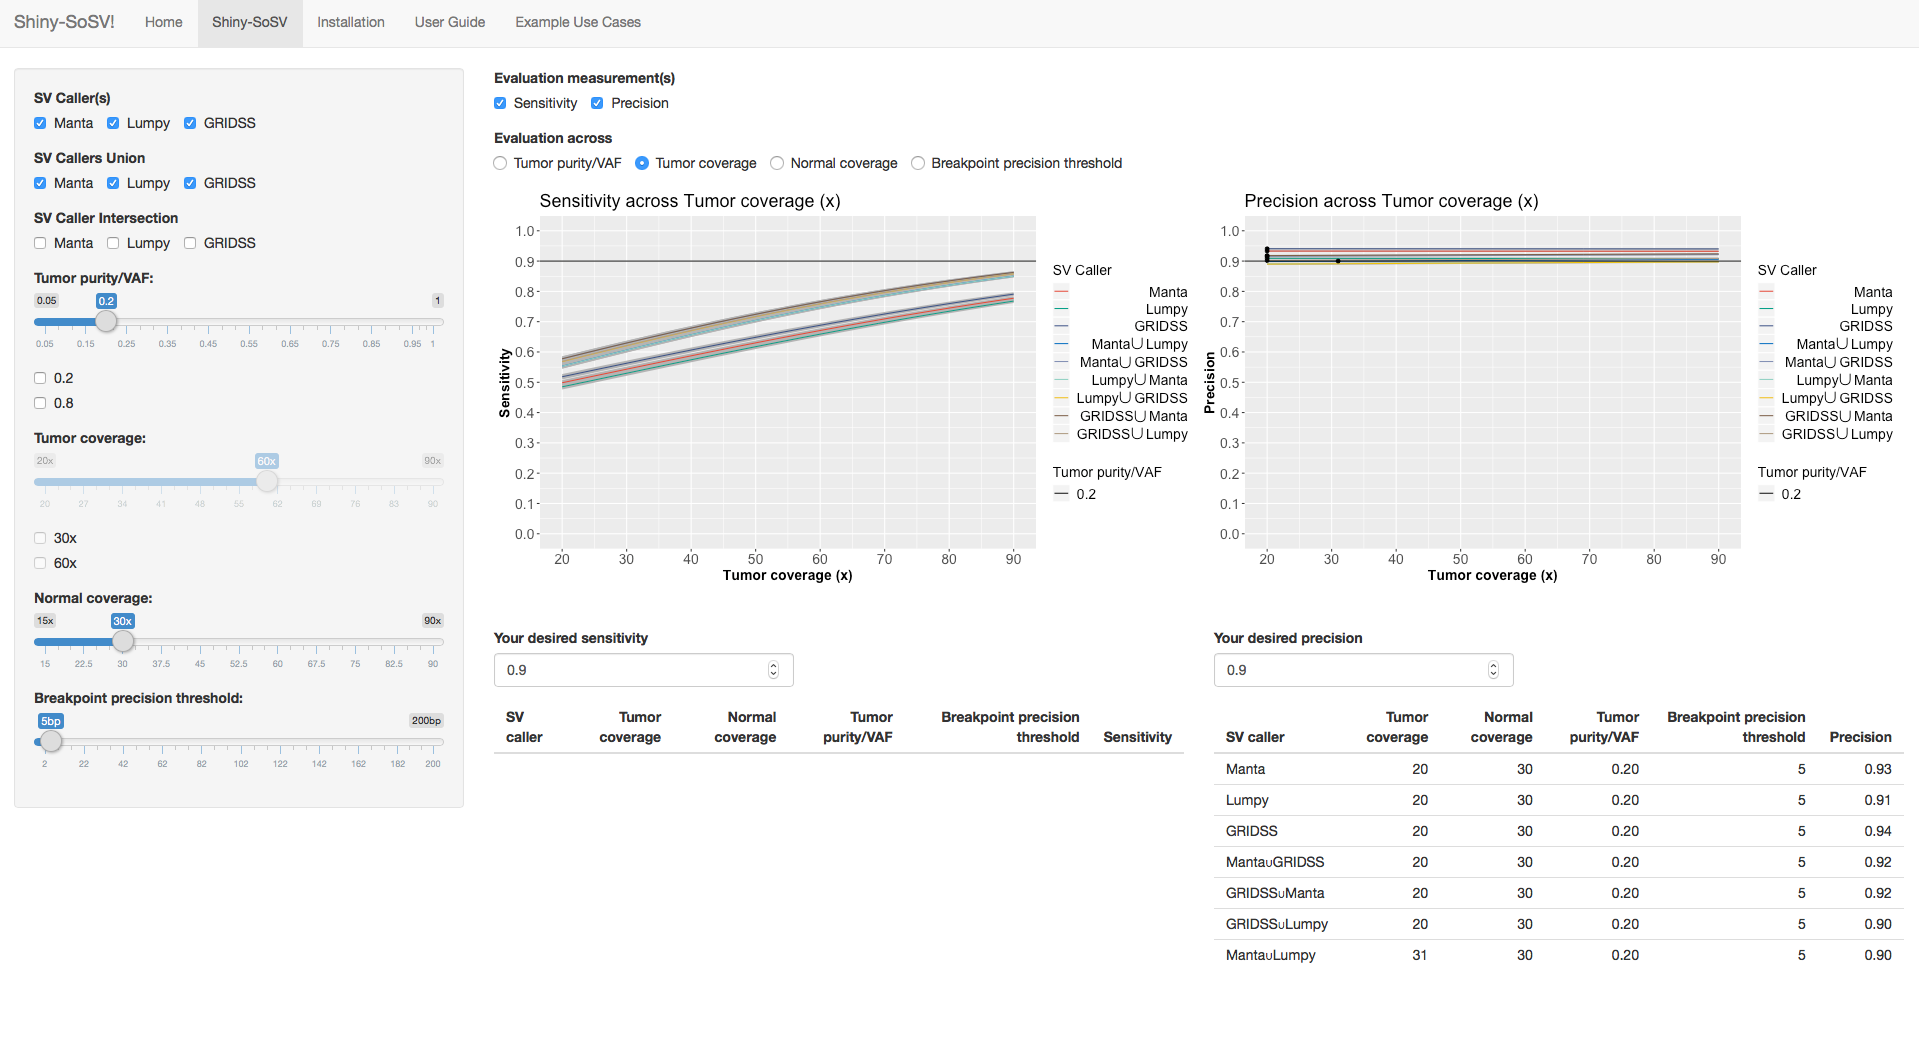 Shiny-SoSV! Home Shiny-SoSV Installation User Guide Example Use Cases
SV Caller(s)
Manta Lumpy GRIDSS
SV Callers Union
Manta Lumpy GRIDSS
SV Caller Intersection
Manta Lumpy GRIDSS
Tumor purity/VAF:
0.05 0.2 1
0.05 0.15 0.25 0.35 0.45 0.55 0.65 0.75 0.85 0.95 1
0.2
0.8
Tumor coverage:
20x 60x 90x
20 27 34 41 48 55 62 69 76 83 90
30x
60x
Normal coverage:
15x 30x 90x
15 22.5 30 37.5 45 52.5 60 67.5 75 82.5 90
Breakpoint precision threshold:
5bp 200bp
2 22 42 62 82 102 122 142 162 182 200
Evaluation measurement(s)
Sensitivity Precision
Evaluation across
Tumor purity/VAF Tumor coverage Normal coverage Breakpoint precision threshold
Sensitivity across Tumor coverage (x)
1.0
0.9
0.8
0.7
0.6
0.5
0.4
0.3
0.2
0.1
0.0
Sensitivity
20 30 40 50 60 70 80 90
Tumor coverage (x)
SV Caller
Manta
Lumpy
GRIDSS
Manta∪Lumpy
Manta∪GRIDSS
Lumpy∪Manta
Lumpy∪GRIDSS
GRIDSS∪Manta
GRIDSS∪Lumpy
Tumor purity/VAF
0.2
Precision across Tumor coverage (x)
1.0
0.9
0.8
0.7
0.6
0.5
0.4
0.3
0.2
0.1
0.0
Precision
20 30 40 50 60 70 80 90
Tumor coverage (x)
SV Caller
Manta
Lumpy
GRIDSS
Manta∪Lumpy
Manta∪GRIDSS
Lumpy∪Manta
Lumpy∪GRIDSS
GRIDSS∪Manta
GRIDSS∪Lumpy
Tumor purity/VAF
0.2
Your desired sensitivity
0.9
SV Tumor Normal Tumor Breakpoint precision
caller coverage coverage purity/VAF threshold Sensitivity
Your desired precision
0.9
Tumor Normal Tumor Breakpoint precision
SV caller coverage coverage purity/VAF threshold Precision
Manta 20 30 0.20 5 0.93
Lumpy 20 30 0.20 5 0.91
GRIDSS 20 30 0.20 5 0.94
Manta∪GRIDSS 20 30 0.20 5 0.92
GRIDSS∪Manta 20 30 0.20 5 0.92
GRIDSS∪Lumpy 20 30 0.20 5 0.90
Manta∪Lumpy 31 30 0.20 5 0.90